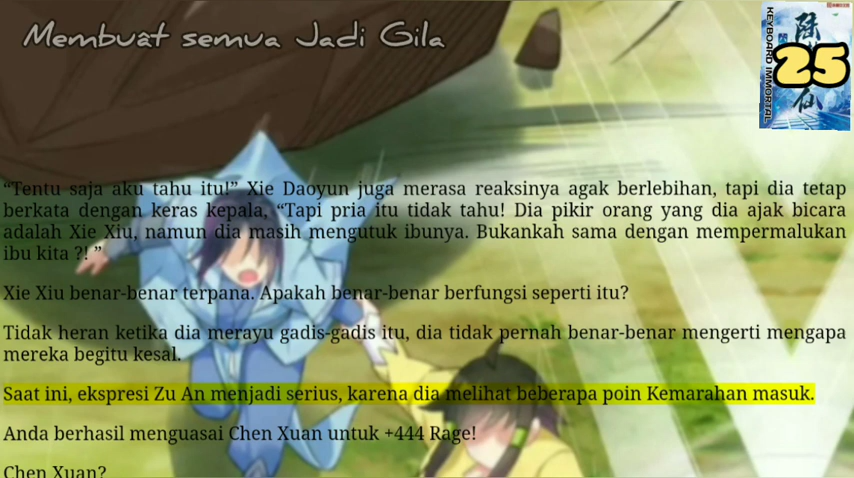 Membuat semua Jadi Gila
KEYBOARD IMMORTAL
25
“Tentu saja aku tahu itu!” Xie Daoyun juga merasa reaksinya agak berlebihan, tapi dia tetap
berkata dengan keras kepala, “Tapi pria itu tidak tahu! Dia pikir orang yang dia ajak bicara
adalah Xie Xiu, namun dia masih mengutuk ibunya. Bukankah sama dengan mempermalukan
ibu kita ?! ”
Xie Xiu benar-benar terpana. Apakah benar-benar berfungsi seperti itu?
Tidak heran ketika dia merayu gadis-gadis itu, dia tidak pernah benar-benar mengerti mengapa
mereka begitu kesal.
Saat ini, ekspresi Zu An menjadi serius, karena dia melihat beberapa poin Kemarahan masuk.
Anda berhasil menguasai Chen Xuan untuk +444 Rage!
Chen Xuan?